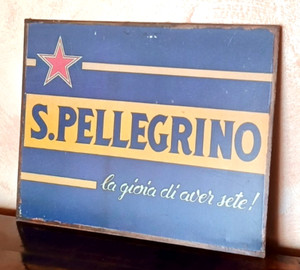 S.PELLEGRINO
la gioia di aver sete!